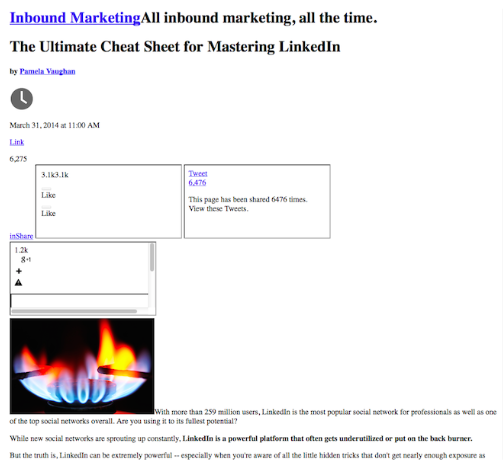 Inbound MarketingAll inbound marketing, all the time.
The Ultimate Cheat Sheet for Mastering LinkedIn
by Pamela Vaughan
March 31, 2014 at 11:00 AM
Link
6,275
3.1k3.1k
Like
Like
Tweet
6,476
This page has been shared 6476 times.
View these Tweets.
inShare
1.2k
g+1
+
With more than 259 million users, LinkedIn is the most popular social network for professionals as well as one
of the top social networks overall. Are you using it to its fullest potential?
While new social networks are sprouting up constantly, LinkedIn is a powerful platform that often gets underutilized or put on the back burner.
But the truth is, LinkedIn can be extremely powerful -- especially when you're aware of all the little hidden tricks that don't get nearly enough exposure as